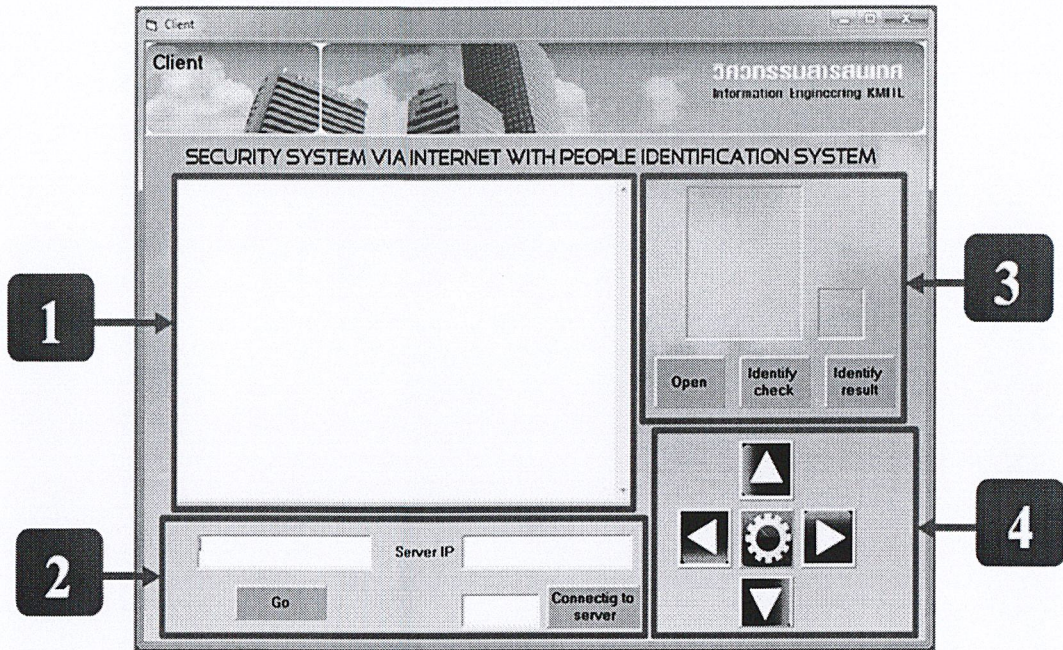 Client
Client
วิศวกรรมสารสนเทศ
Information Engineering KMITL
SECURITY SYSTEM VIA INTERNET WITH PEOPLE IDENTIFICATION SYSTEM
1
3
Open
Identify
check
Identify
result
2
Server IP
Go
Connectig to
server
4